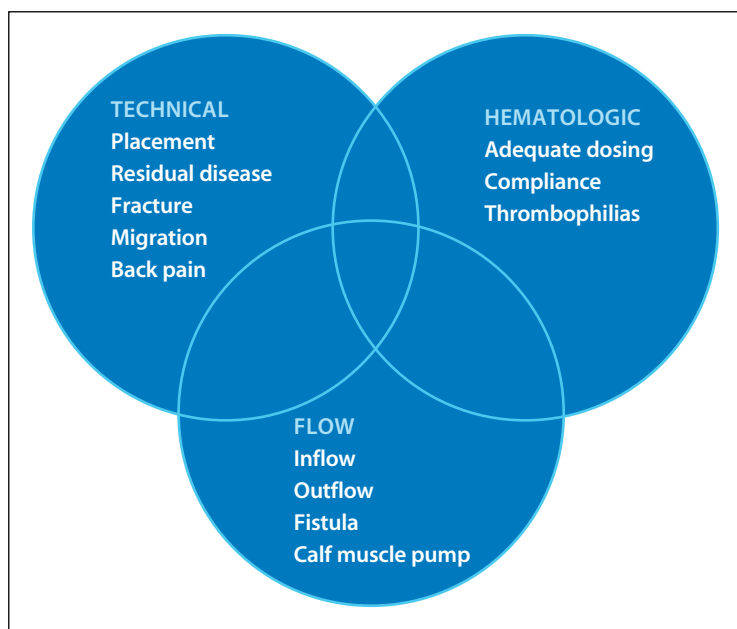 TECHNICAL
Placement
Residual disease
Fracture
Migration
Back pain
HEMATOLOGIC
Adequate dosing
Compliance
Thrombophilias
FLOW
Inflow
Outflow
Fistula
Calf muscle pump